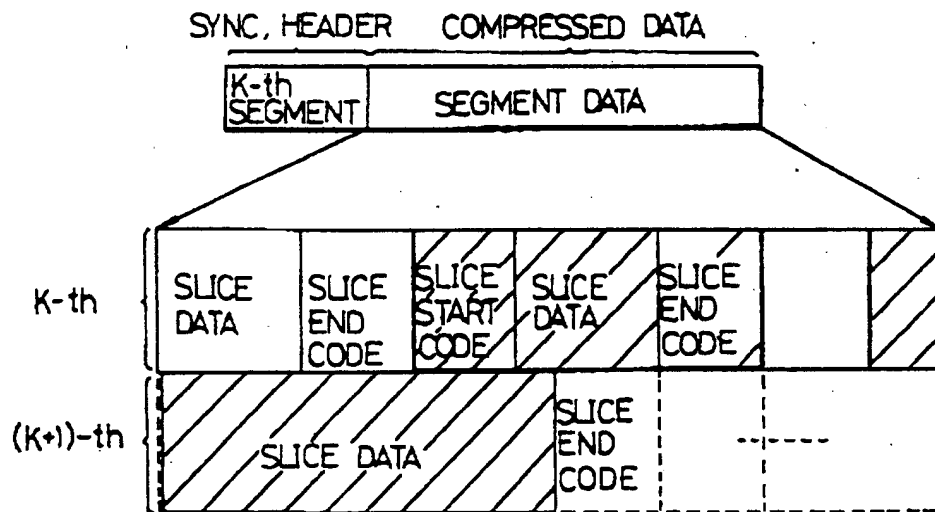 SYNC, HEADER COMPRESSED DATA
K-th
SEGMENT
SEGMENT DATA
K-th
SLICE
DATA
SLICE
END
CODE
SLICE
START
CODE
SLICE
DATA
SLICE
END
CODE
(K+1)-th
SLICE DATA
SLICE
END
CODE